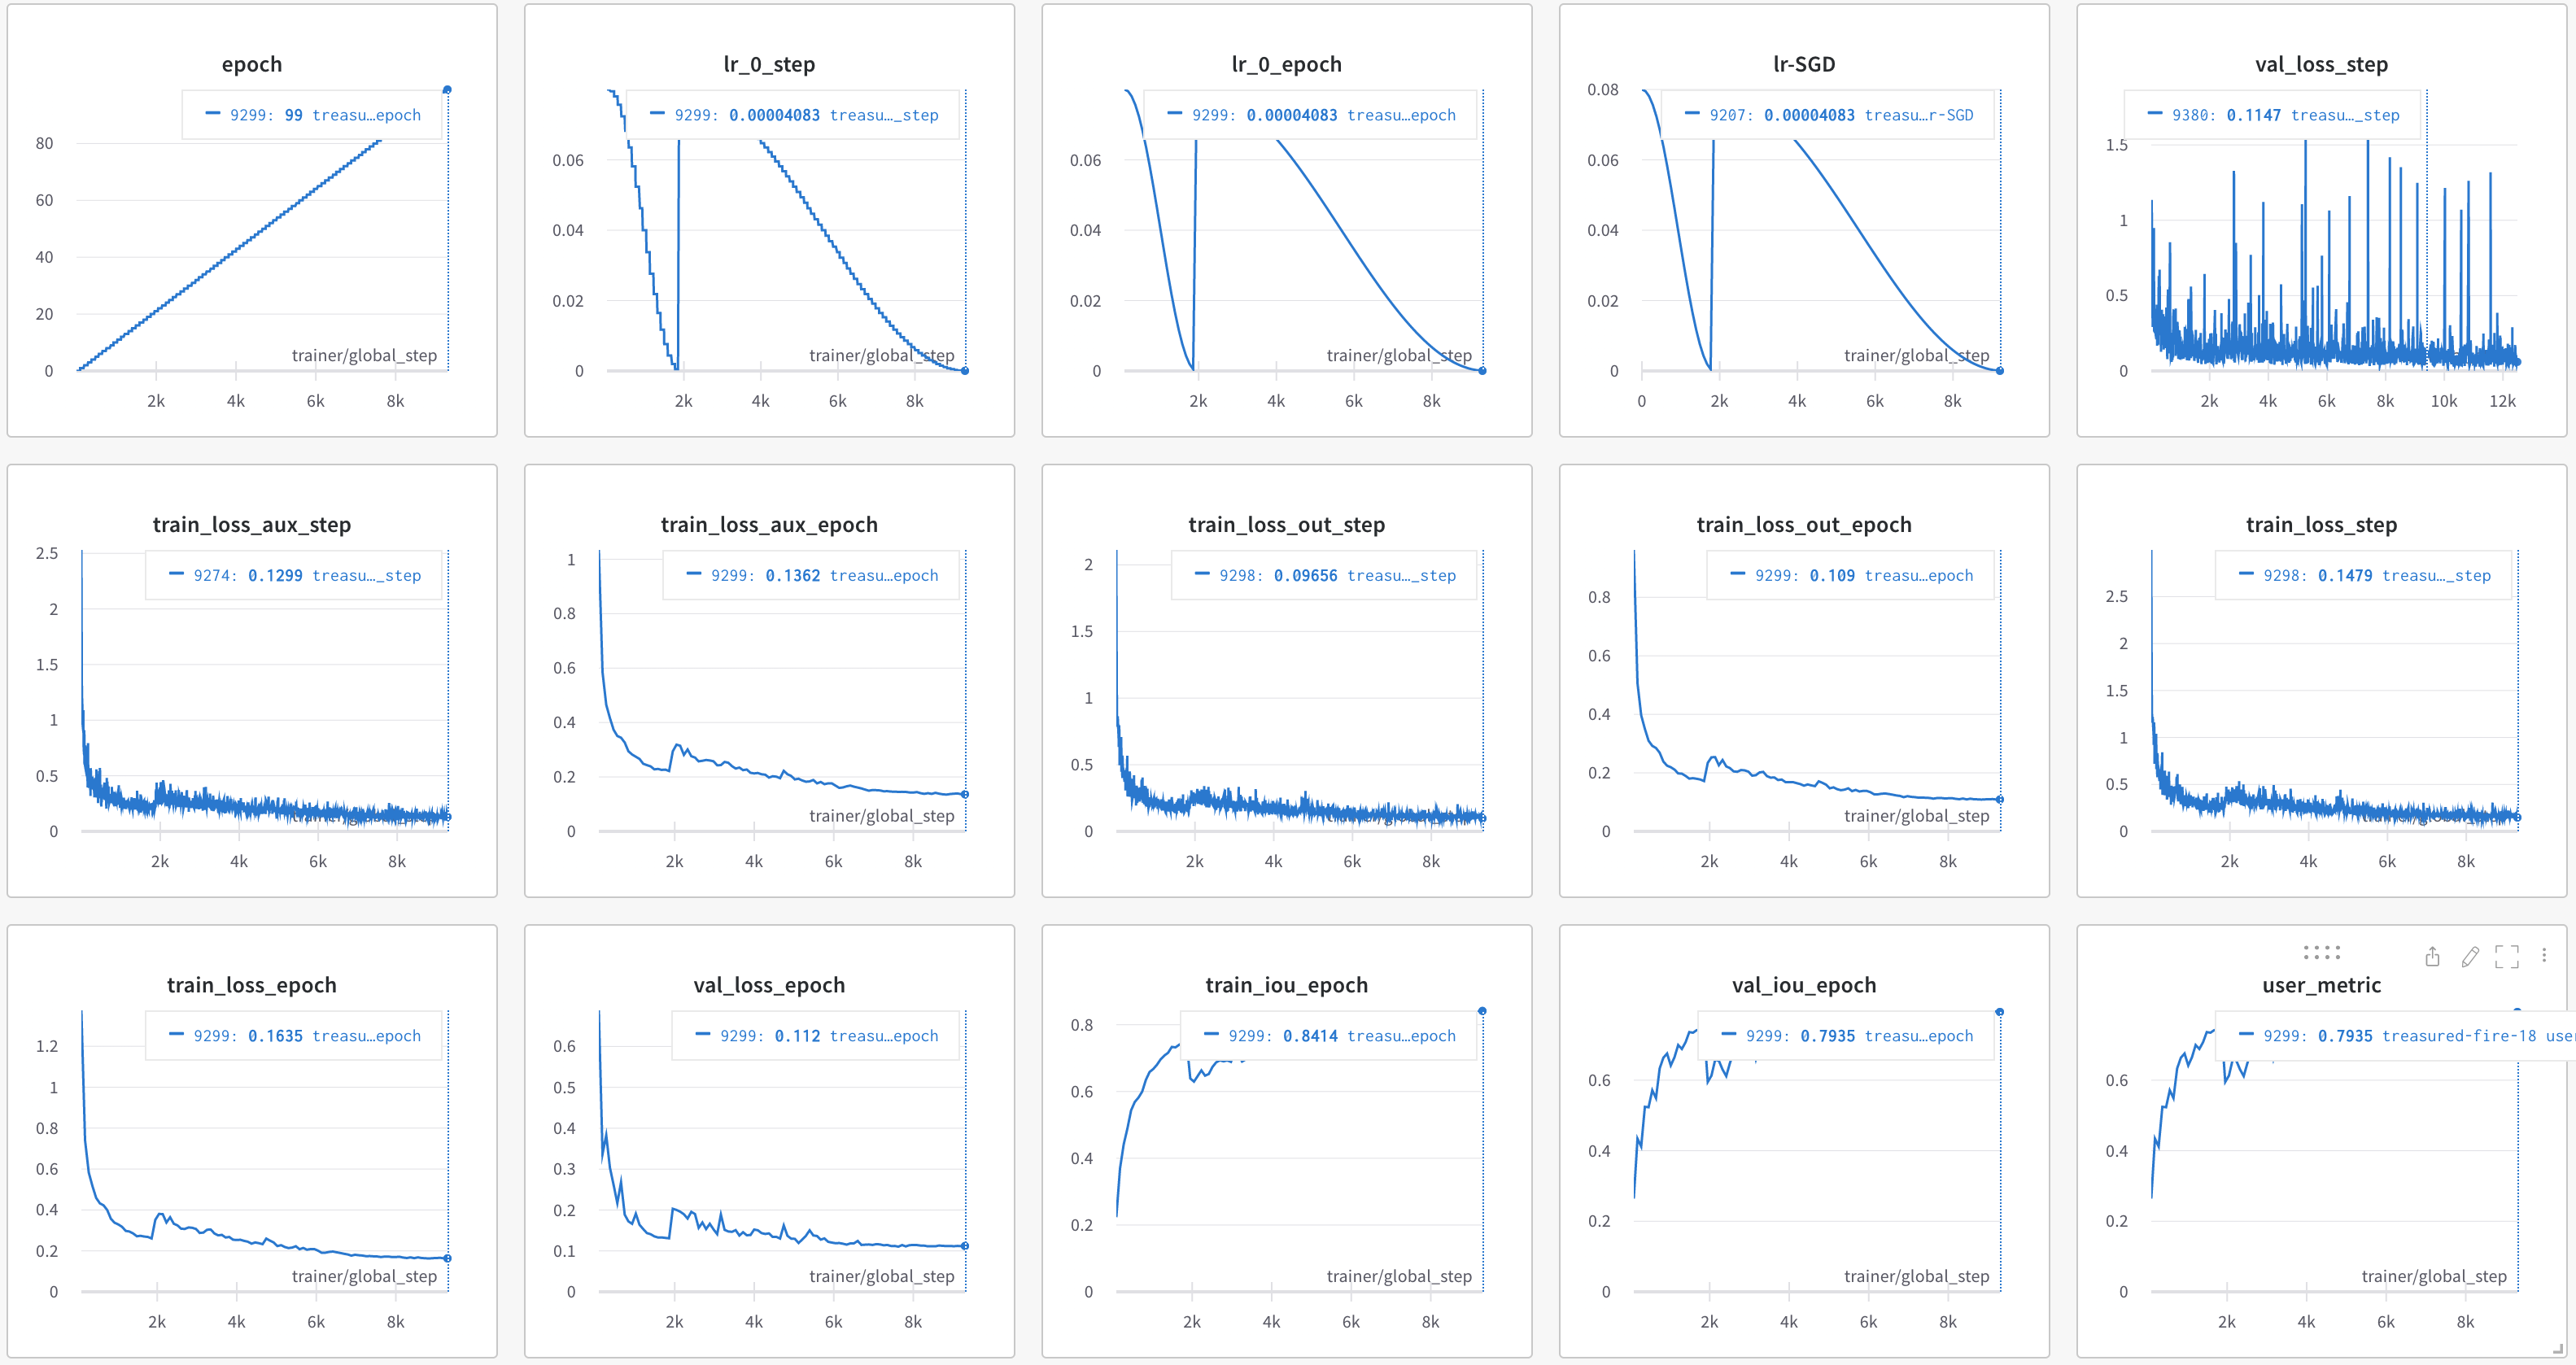 epoch
9299: 99 treasu...epoch
80
60
40
20
0
trainer/global_step
2k 4k 6k 8k
lr_0_step
9299: 0.00004083 treasu..._step
0.06
0.04
0.02
0
trainer/global_step
2k 4k 6k 8k
lr_0_epoch
9299: 0.00004083 treasu...epoch
0.06
0.04
0.02
0
trainer/global_step
2k 4k 6k 8k
lr-SGD
0.08
9207: 0.00004083 treasu...r-SGD
0.06
0.04
0.02
0
trainer/global_step
0 2k 4k 6k 8k
val_loss_step
9380: 0.1147 treasu..._step
1.5
1
0.5
0
2k 4k 6k 8k 10k 12k
train_loss_aux_step
2.5
9274: 0.1299 treasu..._step
2
1.5
1
0.5
0
trainer/global_step
2k 4k 6k 8k
train_loss_aux_epoch
1
9299: 0.1362 treasu...epoch
0.8
0.6
0.4
0.2
0
trainer/global_step
2k 4k 6k 8k
train_loss_out_step
2
9298: 0.09656 treasu..._step
1.5
1
0.5
0
trainer/global_step
2k 4k 6k 8k
train_loss_out_epoch
9299: 0.109 treasu...epoch
0.8
0.6
0.4
0.2
0
trainer/global_step
2k 4k 6k 8k
train_loss_step
9298: 0.1479 treasu..._step
2.5
2
1.5
1
0.5
0
trainer/global_step
2k 4k 6k 8k
train_loss_epoch
9299: 0.1635 treasu...epoch
1.2
1
0.8
0.6
0.4
0.2
0
trainer/global_step
2k 4k 6k 8k
val_loss_epoch
9299: 0.112 treasu...epoch
0.6
0.5
0.4
0.3
0.2
0.1
0
trainer/global_step
2k 4k 6k 8k
train_iou_epoch
0.8
9299: 0.8414 treasu...epoch
0.6
0.4
0.2
0
trainer/global_step
2k 4k 6k 8k
val_iou_epoch
9299: 0.7935 treasu...epoch
0.6
0.4
0.2
0
trainer/global_step
2k 4k 6k 8k
user_metric
9299: 0.7935 treasured-fire-18 use
0.6
0.4
0.2
0
trainer/global_step
2k 4k 6k 8k